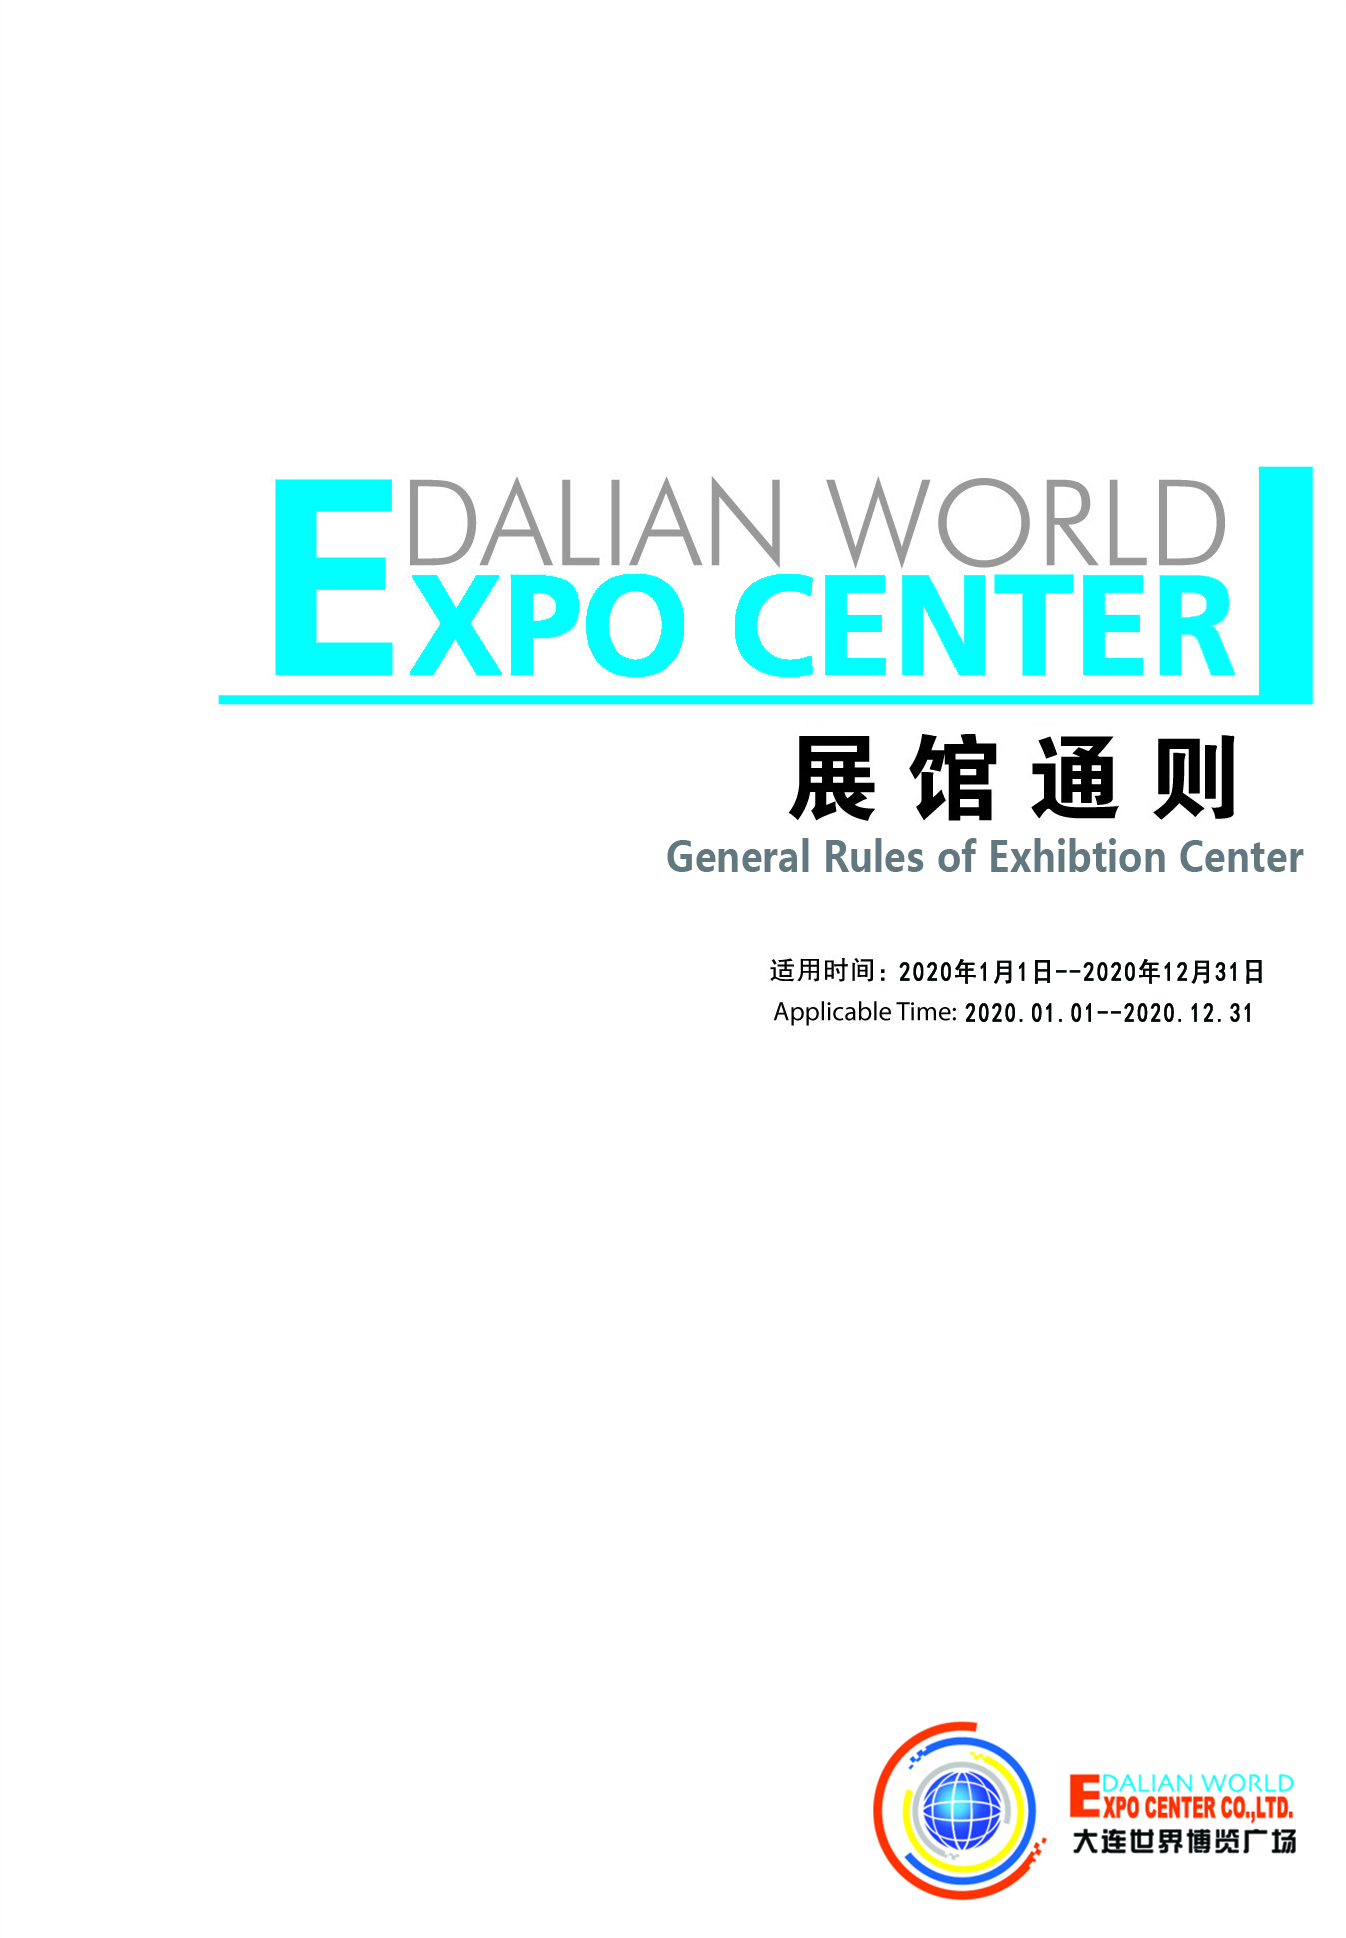 DALIAN WORLD
EXPO CENTER
展馆通则
General Rules of Exhibtion Center
适用时间：2020年1月1日--2020年12月31日
Applicable Time: 2020.01.01--2020.12.31
DALIAN WORLD
EXPO CENTER CO.,LTD.
大连世界博览广场